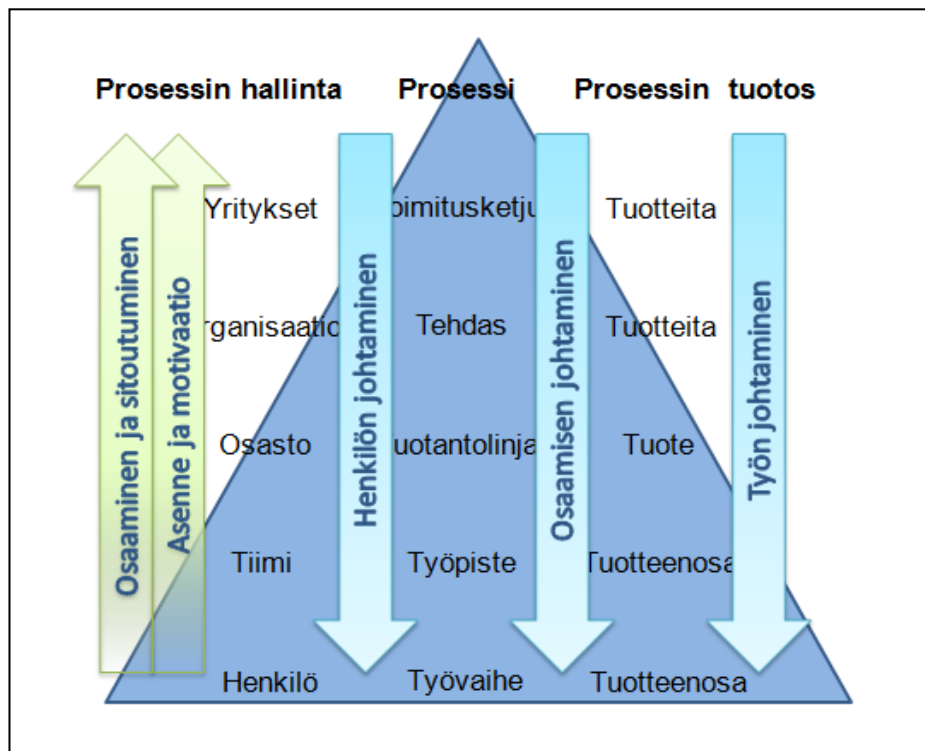 Prosessin hallinta Prosessi Prosessin tuotos
Yritykset oimitusketju Tuotteita
rganisaatio Tehdas Tuotteita
Osasto uotantolinja Tuote
Tiimi Työpiste Tuotteenosa
Henkilö Työvaihe Tuotteenosa
Osaaminen ja sitoutuminen
Asenne ja motivaatio
Henkilön johtaminen
Osaamisen johtaminen
Työn johtaminen